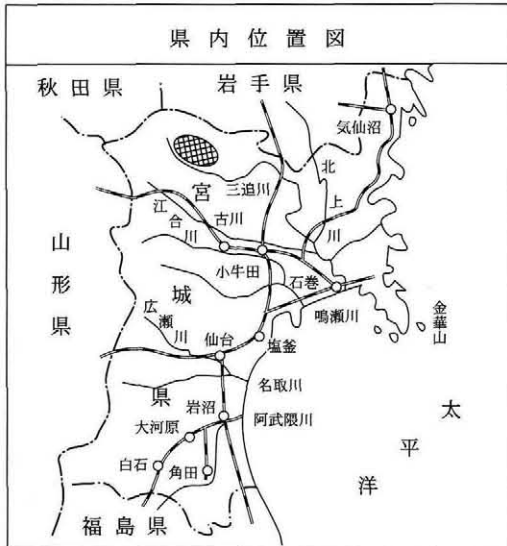 県内位置図
秋田県
岩手県
気仙沼
北上川
三迫川
宮城県
江合川
古川
山形県
小牛田
石巻
鳴瀬川
金華山
広瀬川
仙台
塩釜
名取川
岩沼
阿武隈川
大河原
太平洋
白石
角田
福島県